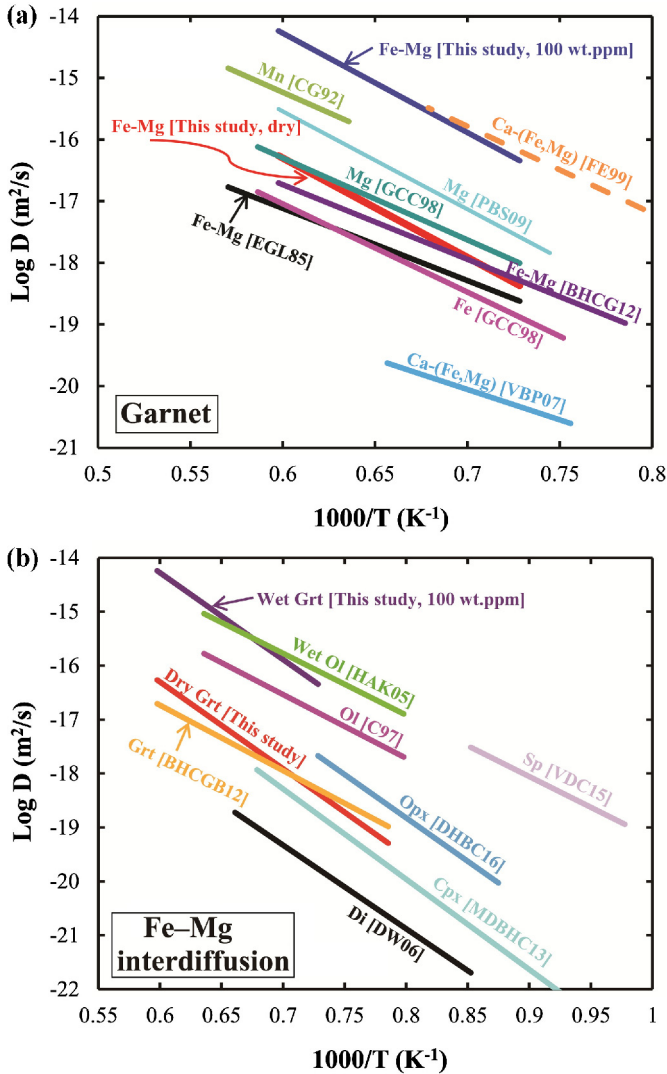 (a)
-14
-15
-16
-17
-18
-19
-20
-21
Log D (m²/s)
Fe-Mg [This study, 100 wt.ppm]
Mn [CG92]
Ca-(Fe,Mg) [FE99]
Fe-Mg [This study, dry]
Mg [PBS09]
Mg [GCC98]
Fe-Mg [EGL85]
Fe-Mg [BHCG12]
Fe [GCC98]
Ca-(Fe,Mg) [VBP07]
Garnet
0.5 0.55 0.6 0.65 0.7 0.75 0.8
1000/T (K⁻¹)
(b)
-14
-15
-16
-17
-18
-19
-20
-21
-22
Log D (m²/s)
Wet Grt [This study, 100 wt.ppm]
Wet Ol [HAK05]
Dry Grt [This study]
Ol [C97]
Grt [BHCGB12]
Sp [VDC15]
Opx [DHBC16]
Cpx [MDBHC13]
Di [DW06]
Fe–Mg
interdiffusion
0.55 0.6 0.65 0.7 0.75 0.8 0.85 0.9 0.95 1
1000/T (K⁻¹)